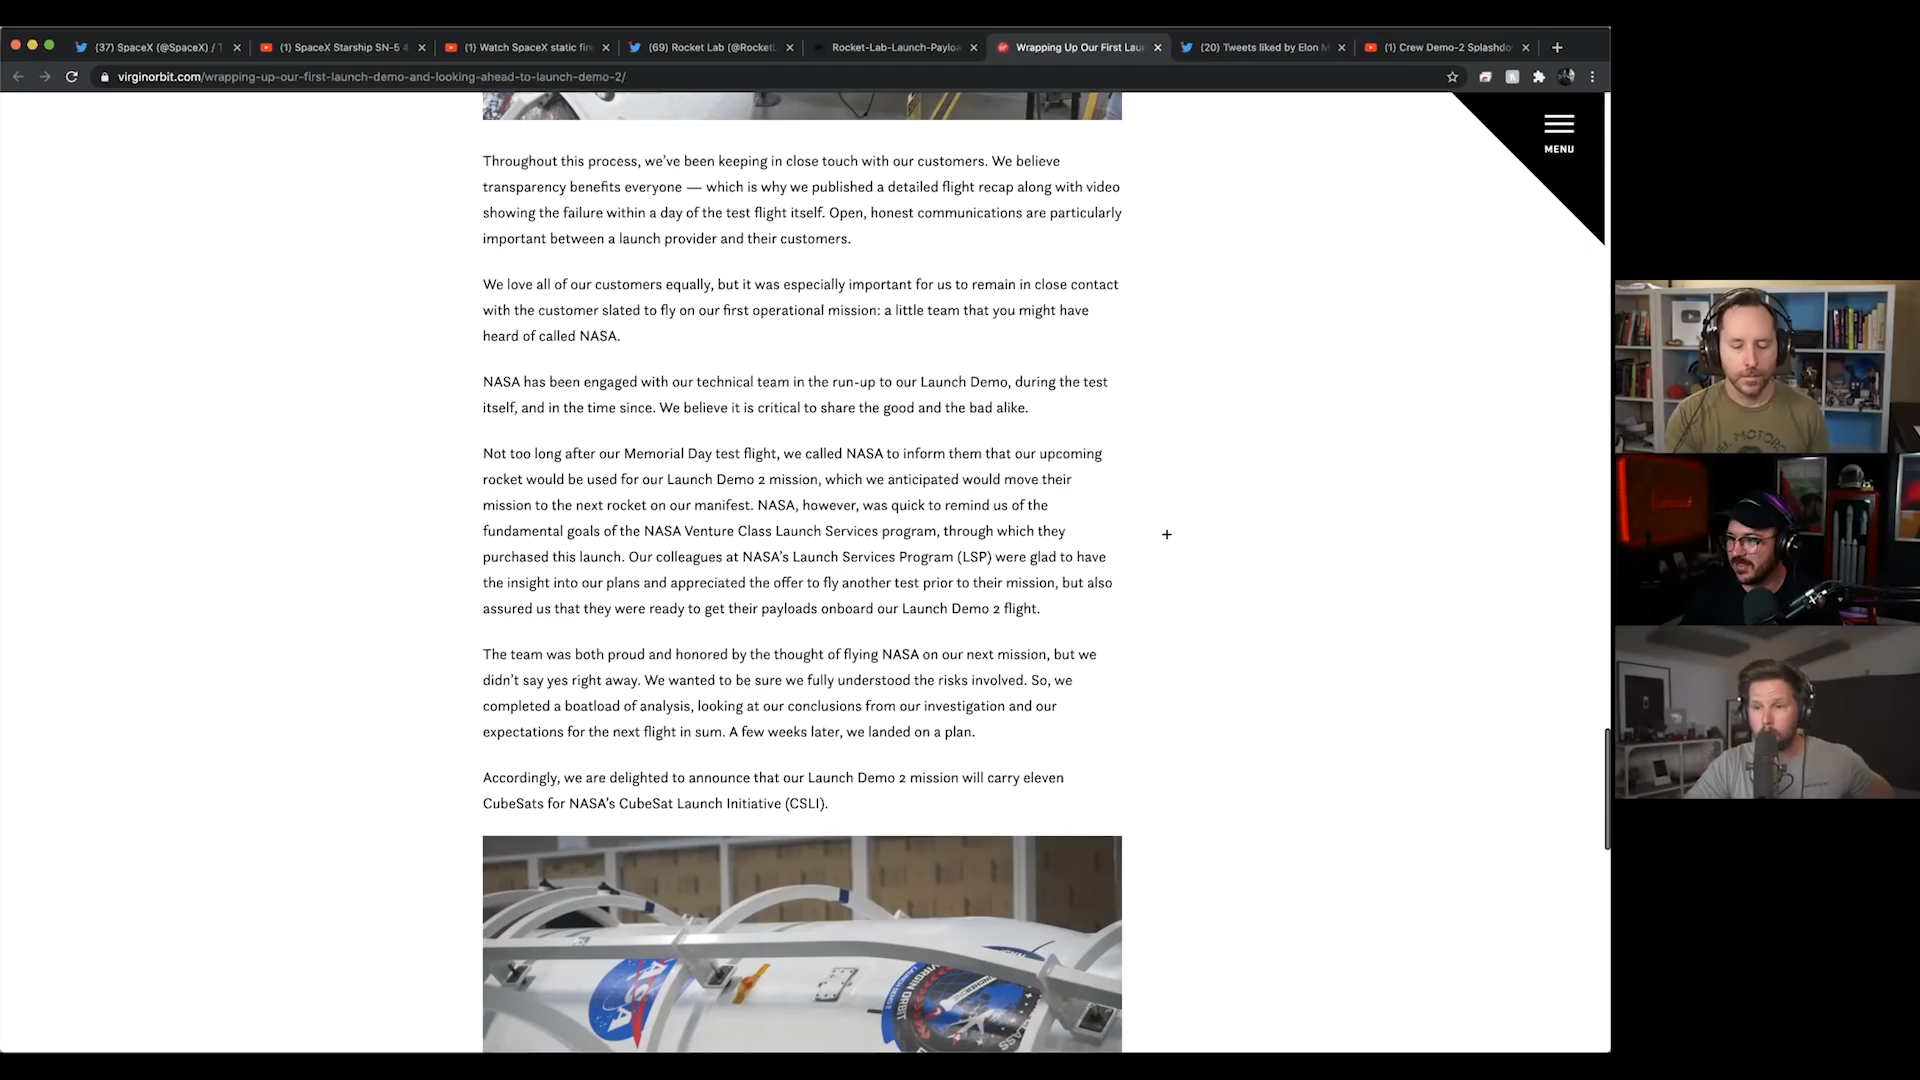 (37) SpaceX (@SpaceX) / T
(1) SpaceX Starship SN-5 4
(1) Watch SpaceX static fire
(69) Rocket Lab (@RocketL
Rocket-Lab-Launch-Paylo
Wrapping Up Our First Laun
(20) Tweets liked by Elon M
(1) Crew Demo-2 Splashdo
virginorbit.com/wrapping-up-our-first-launch-demo-and-looking-ahead-to-launch-demo-2/
MENU
Throughout this process, we've been keeping in close touch with our customers. We believe
transparency benefits everyone — which is why we published a detailed flight recap along with video
showing the failure within a day of the test flight itself. Open, honest communications are particularly
important between a launch provider and their customers.
We love all of our customers equally, but it was especially important for us to remain in close contact
with the customer slated to fly on our first operational mission: a little team that you might have
heard of called NASA.
NASA has been engaged with our technical team in the run-up to our Launch Demo, during the test
itself, and in the time since. We believe it is critical to share the good and the bad alike.
Not too long after our Memorial Day test flight, we called NASA to inform them that our upcoming
rocket would be used for our Launch Demo 2 mission, which we anticipated would move their
mission to the next rocket on our manifest. NASA, however, was quick to remind us of the
fundamental goals of the NASA Venture Class Launch Services program, through which they
purchased this launch. Our colleagues at NASA's Launch Services Program (LSP) were glad to have
the insight into our plans and appreciated the offer to fly another test prior to their mission, but also
assured us that they were ready to get their payloads onboard our Launch Demo 2 flight.
The team was both proud and honored by the thought of flying NASA on our next mission, but we
didn't say yes right away. We wanted to be sure we fully understood the risks involved. So, we
completed a boatload of analysis, looking at our conclusions from our investigation and our
expectations for the next flight in sum. A few weeks later, we landed on a plan.
Accordingly, we are delighted to announce that our Launch Demo 2 mission will carry eleven
CubeSats for NASA's CubeSat Launch Initiative (CSLI).
NASA
VIRGIN ORBIT
LAUNCH DEMO 2